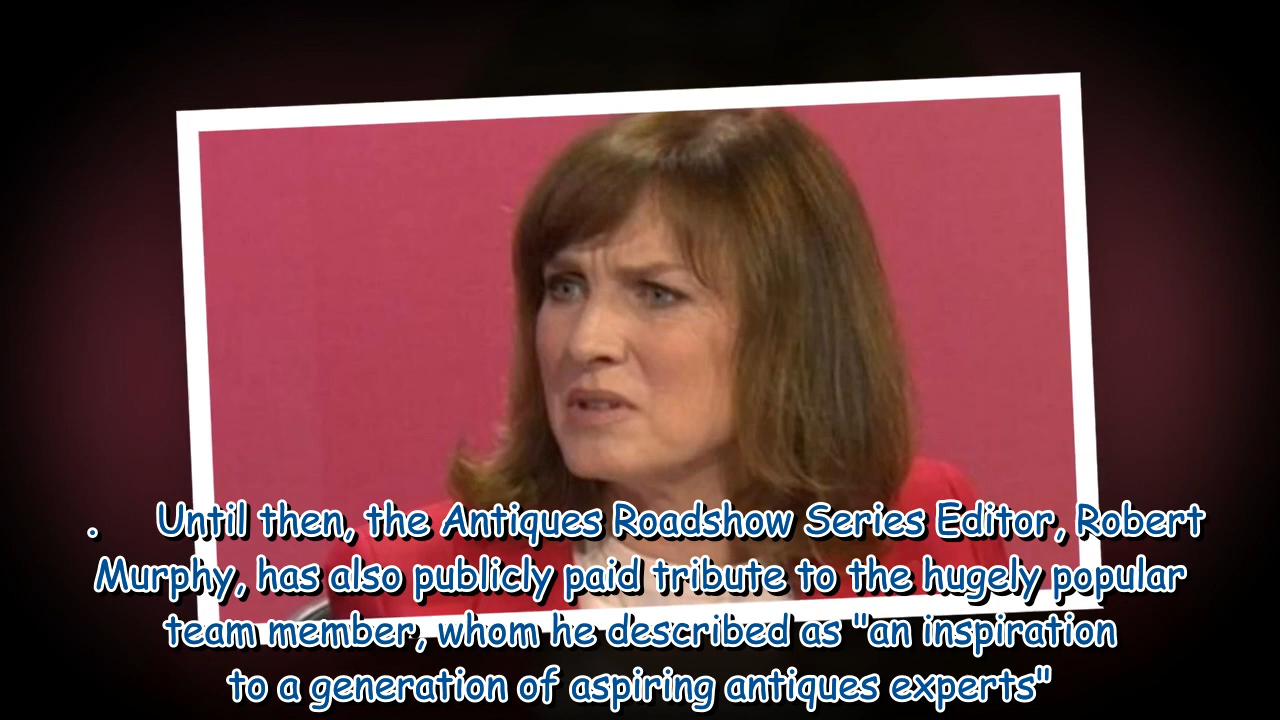 . Until then, the Antiques Roadshow Series Editor, Robert
Murphy, has also publicly paid tribute to the hugely popular
team member, whom he described as "an inspiration
to a generation of aspiring antiques experts"